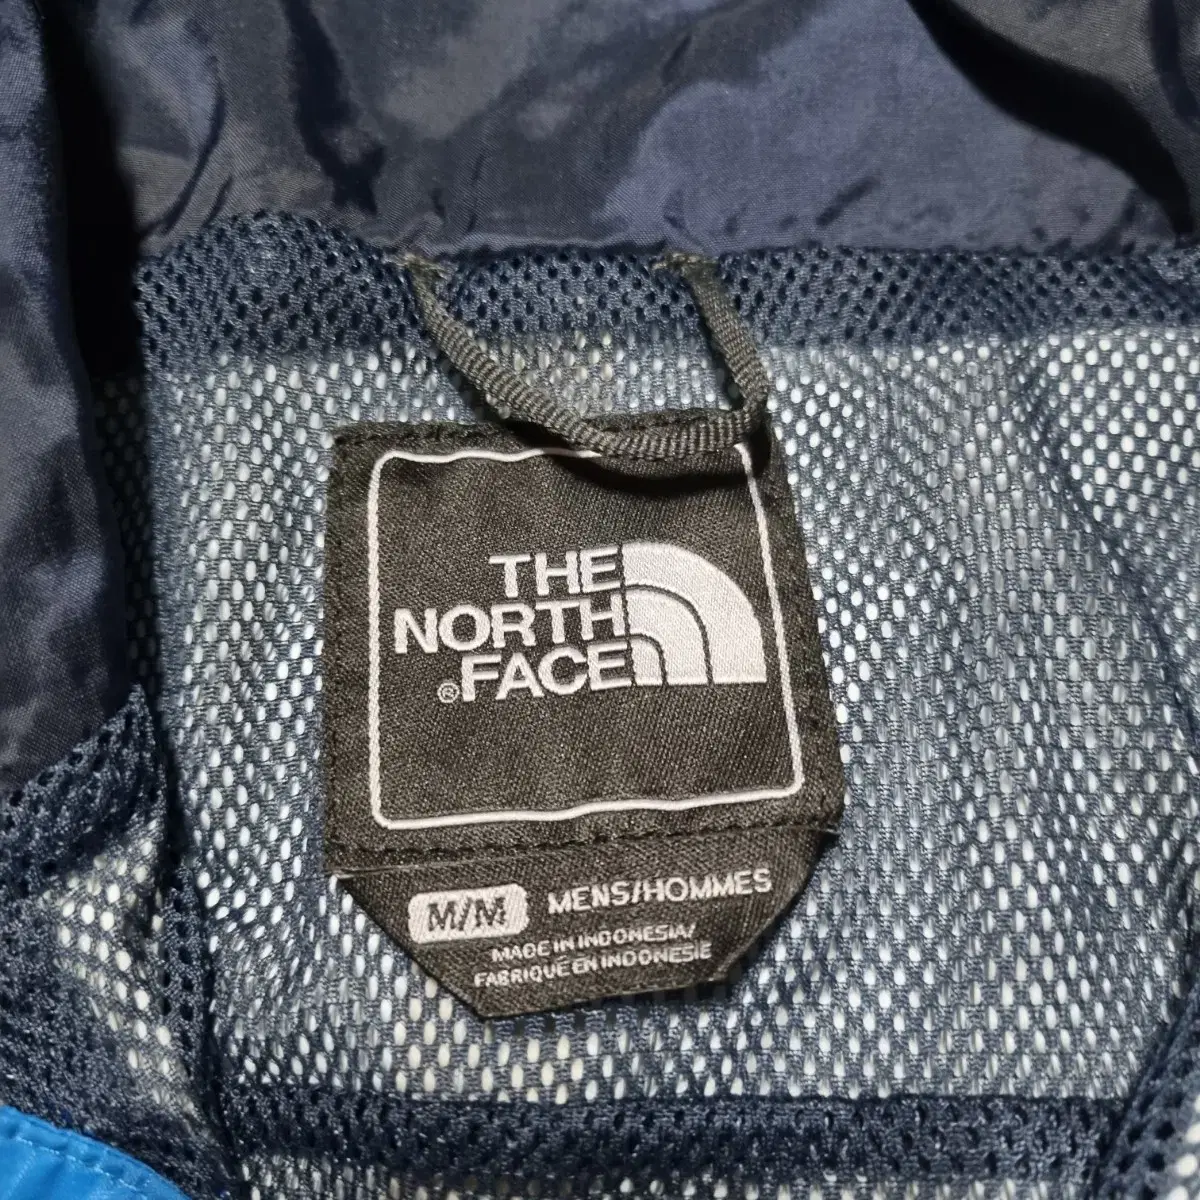 THE
NORTH
®FACE
M/M MENS/HOMMES
MADE IN INDONESIA/
FABRIQUÉ EN INDONESIE